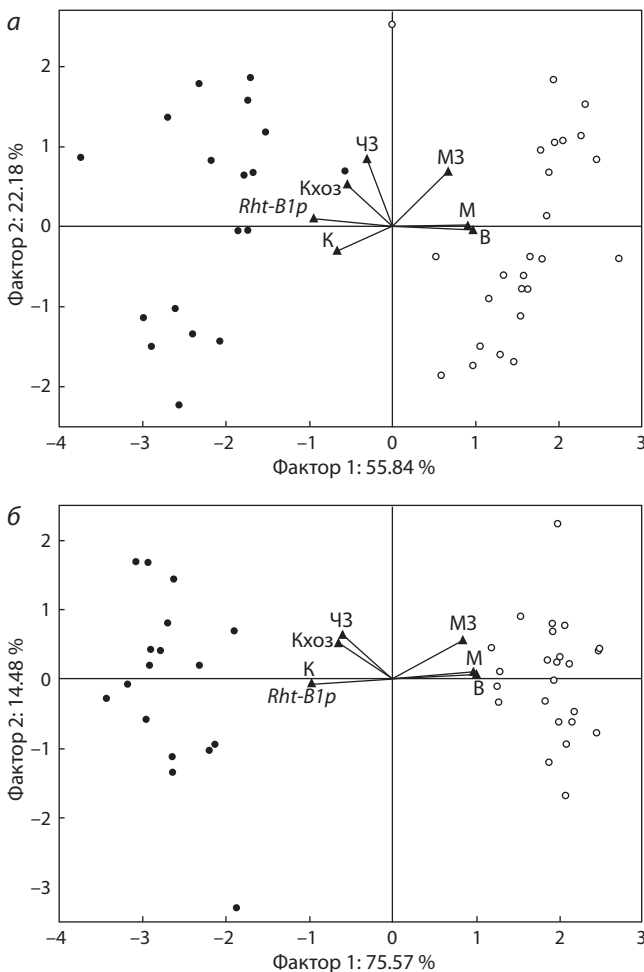 а
2
1
0
–1
–2
Фактор 2: 22.18 %
ЧЗ
МЗ
Кхоз
Rht-B1p
М
В
К
–4 –3 –2 –1 0 1 2 3
Фактор 1: 55.84 %
б
2
1
0
–1
–2
–3
Фактор 2: 14.48 %
ЧЗ
МЗ
Кхоз
К
М
Rht-B1p
В
–4 –3 –2 –1 0 1 2 3
Фактор 1: 75.57 %